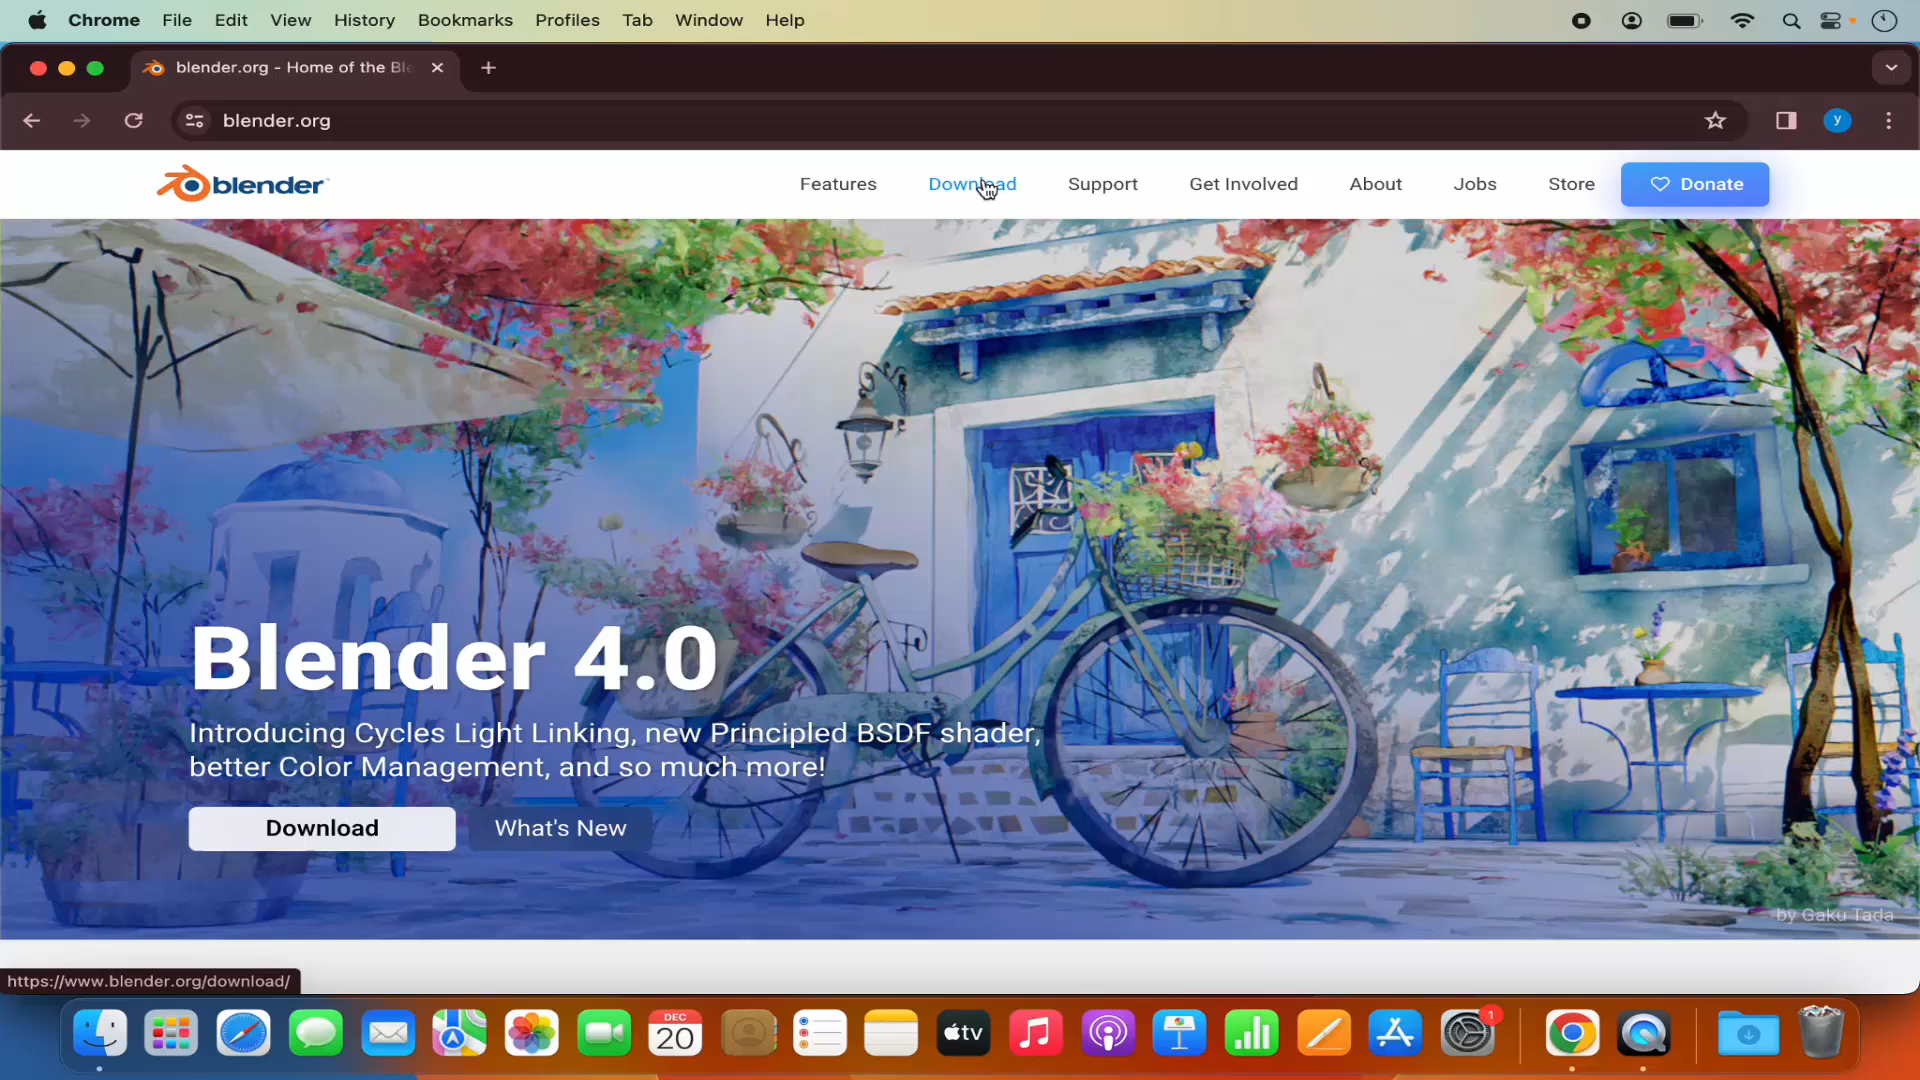 Chrome File Edit View History Bookmarks Profiles Tab Window Help
blender.org - Home of the Ble
blender.org
y
blender
Features Download Support Get Involved About Jobs Store Donate
Blender 4.0
Introducing Cycles Light Linking, new Principled BSDF shader,
better Color Management, and so much more!
Download What's New
by Gaku Tada
https://www.blender.org/download/
DEC
20
tv
1